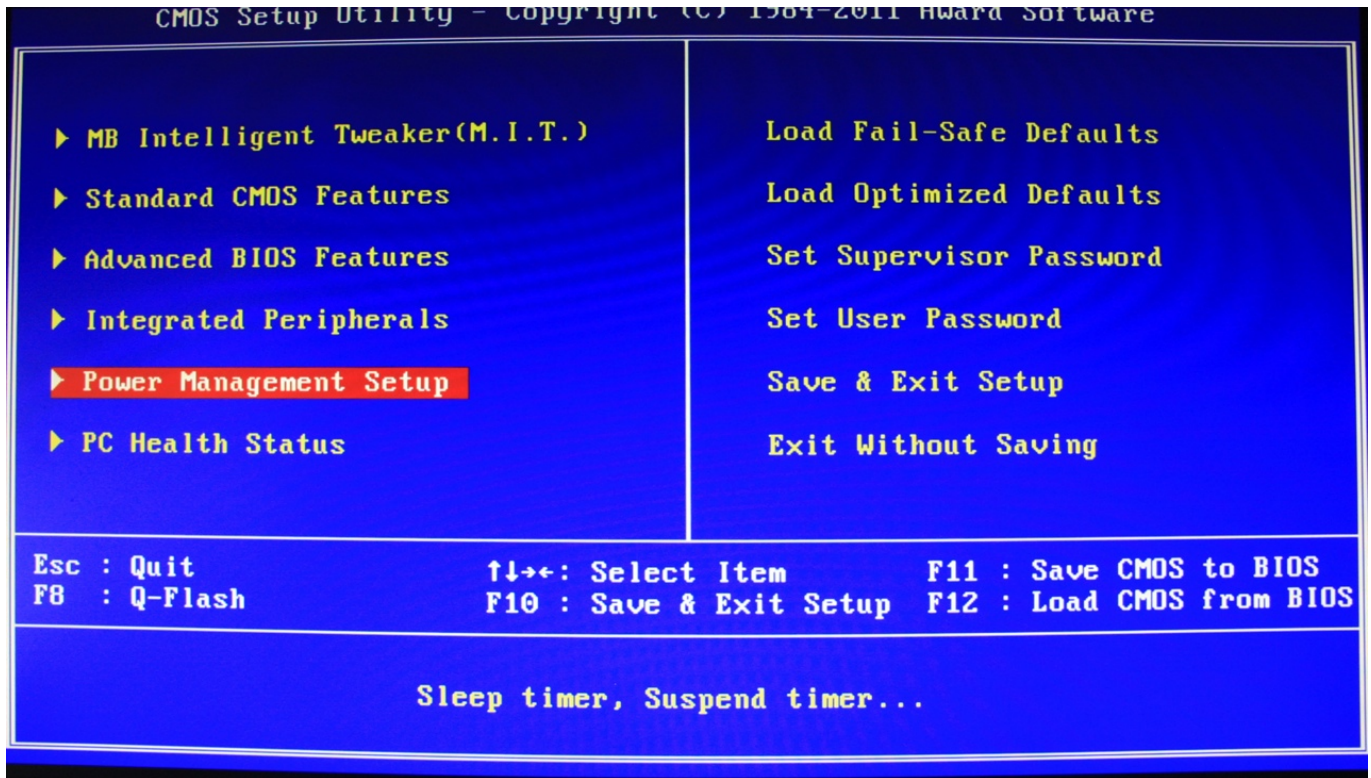 CMOS Setup Utility - Copyright (C) 1984-2011 Award Software
▶ MB Intelligent Tweaker(M.I.T.)
▶ Standard CMOS Features
▶ Advanced BIOS Features
▶ Integrated Peripherals
▶ Power Management Setup
▶ PC Health Status
Load Fail-Safe Defaults
Load Optimized Defaults
Set Supervisor Password
Set User Password
Save & Exit Setup
Exit Without Saving
Esc : Quit
F8 : Q-Flash
↑↓→←: Select Item
F10 : Save & Exit Setup
F11 : Save CMOS to BIOS
F12 : Load CMOS from BIOS
Sleep timer, Suspend timer...